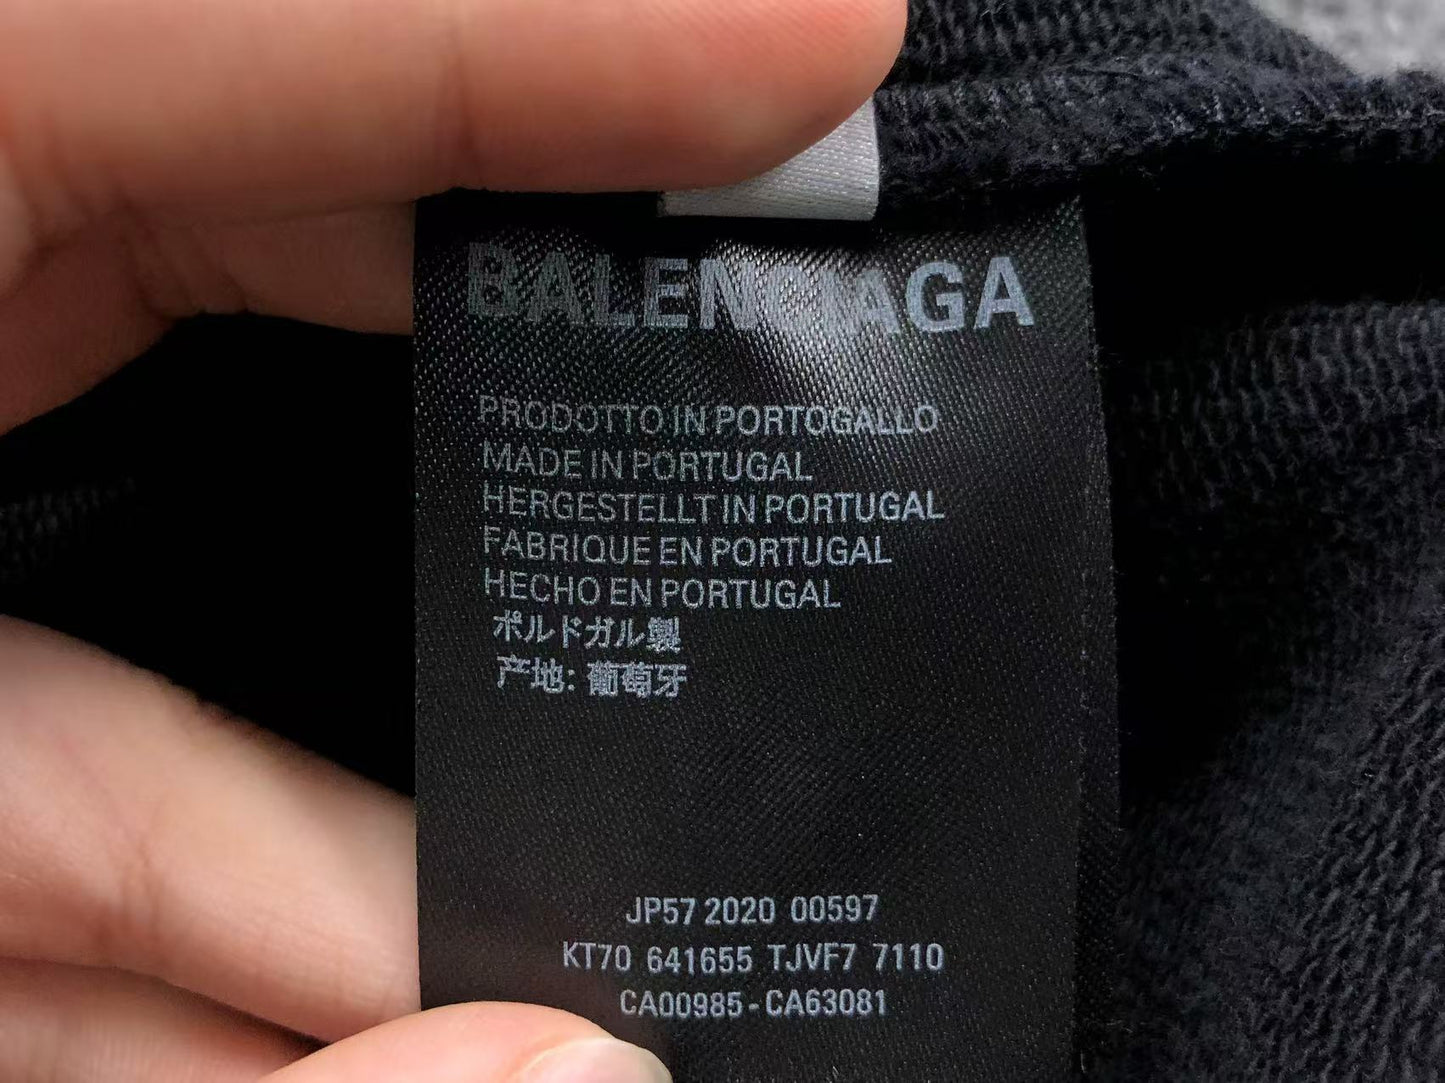 BALENCIAGA
PRODOTTO IN PORTOGALLO
MADE IN PORTUGAL
HERGESTELLT IN PORTUGAL
FABRIQUE EN PORTUGAL
HECHO EN PORTUGAL
ポルドガル製
产地: 葡萄牙
JP57 2020 00597
KT70 641655 TJVF7 7110
CA00985-CA63081